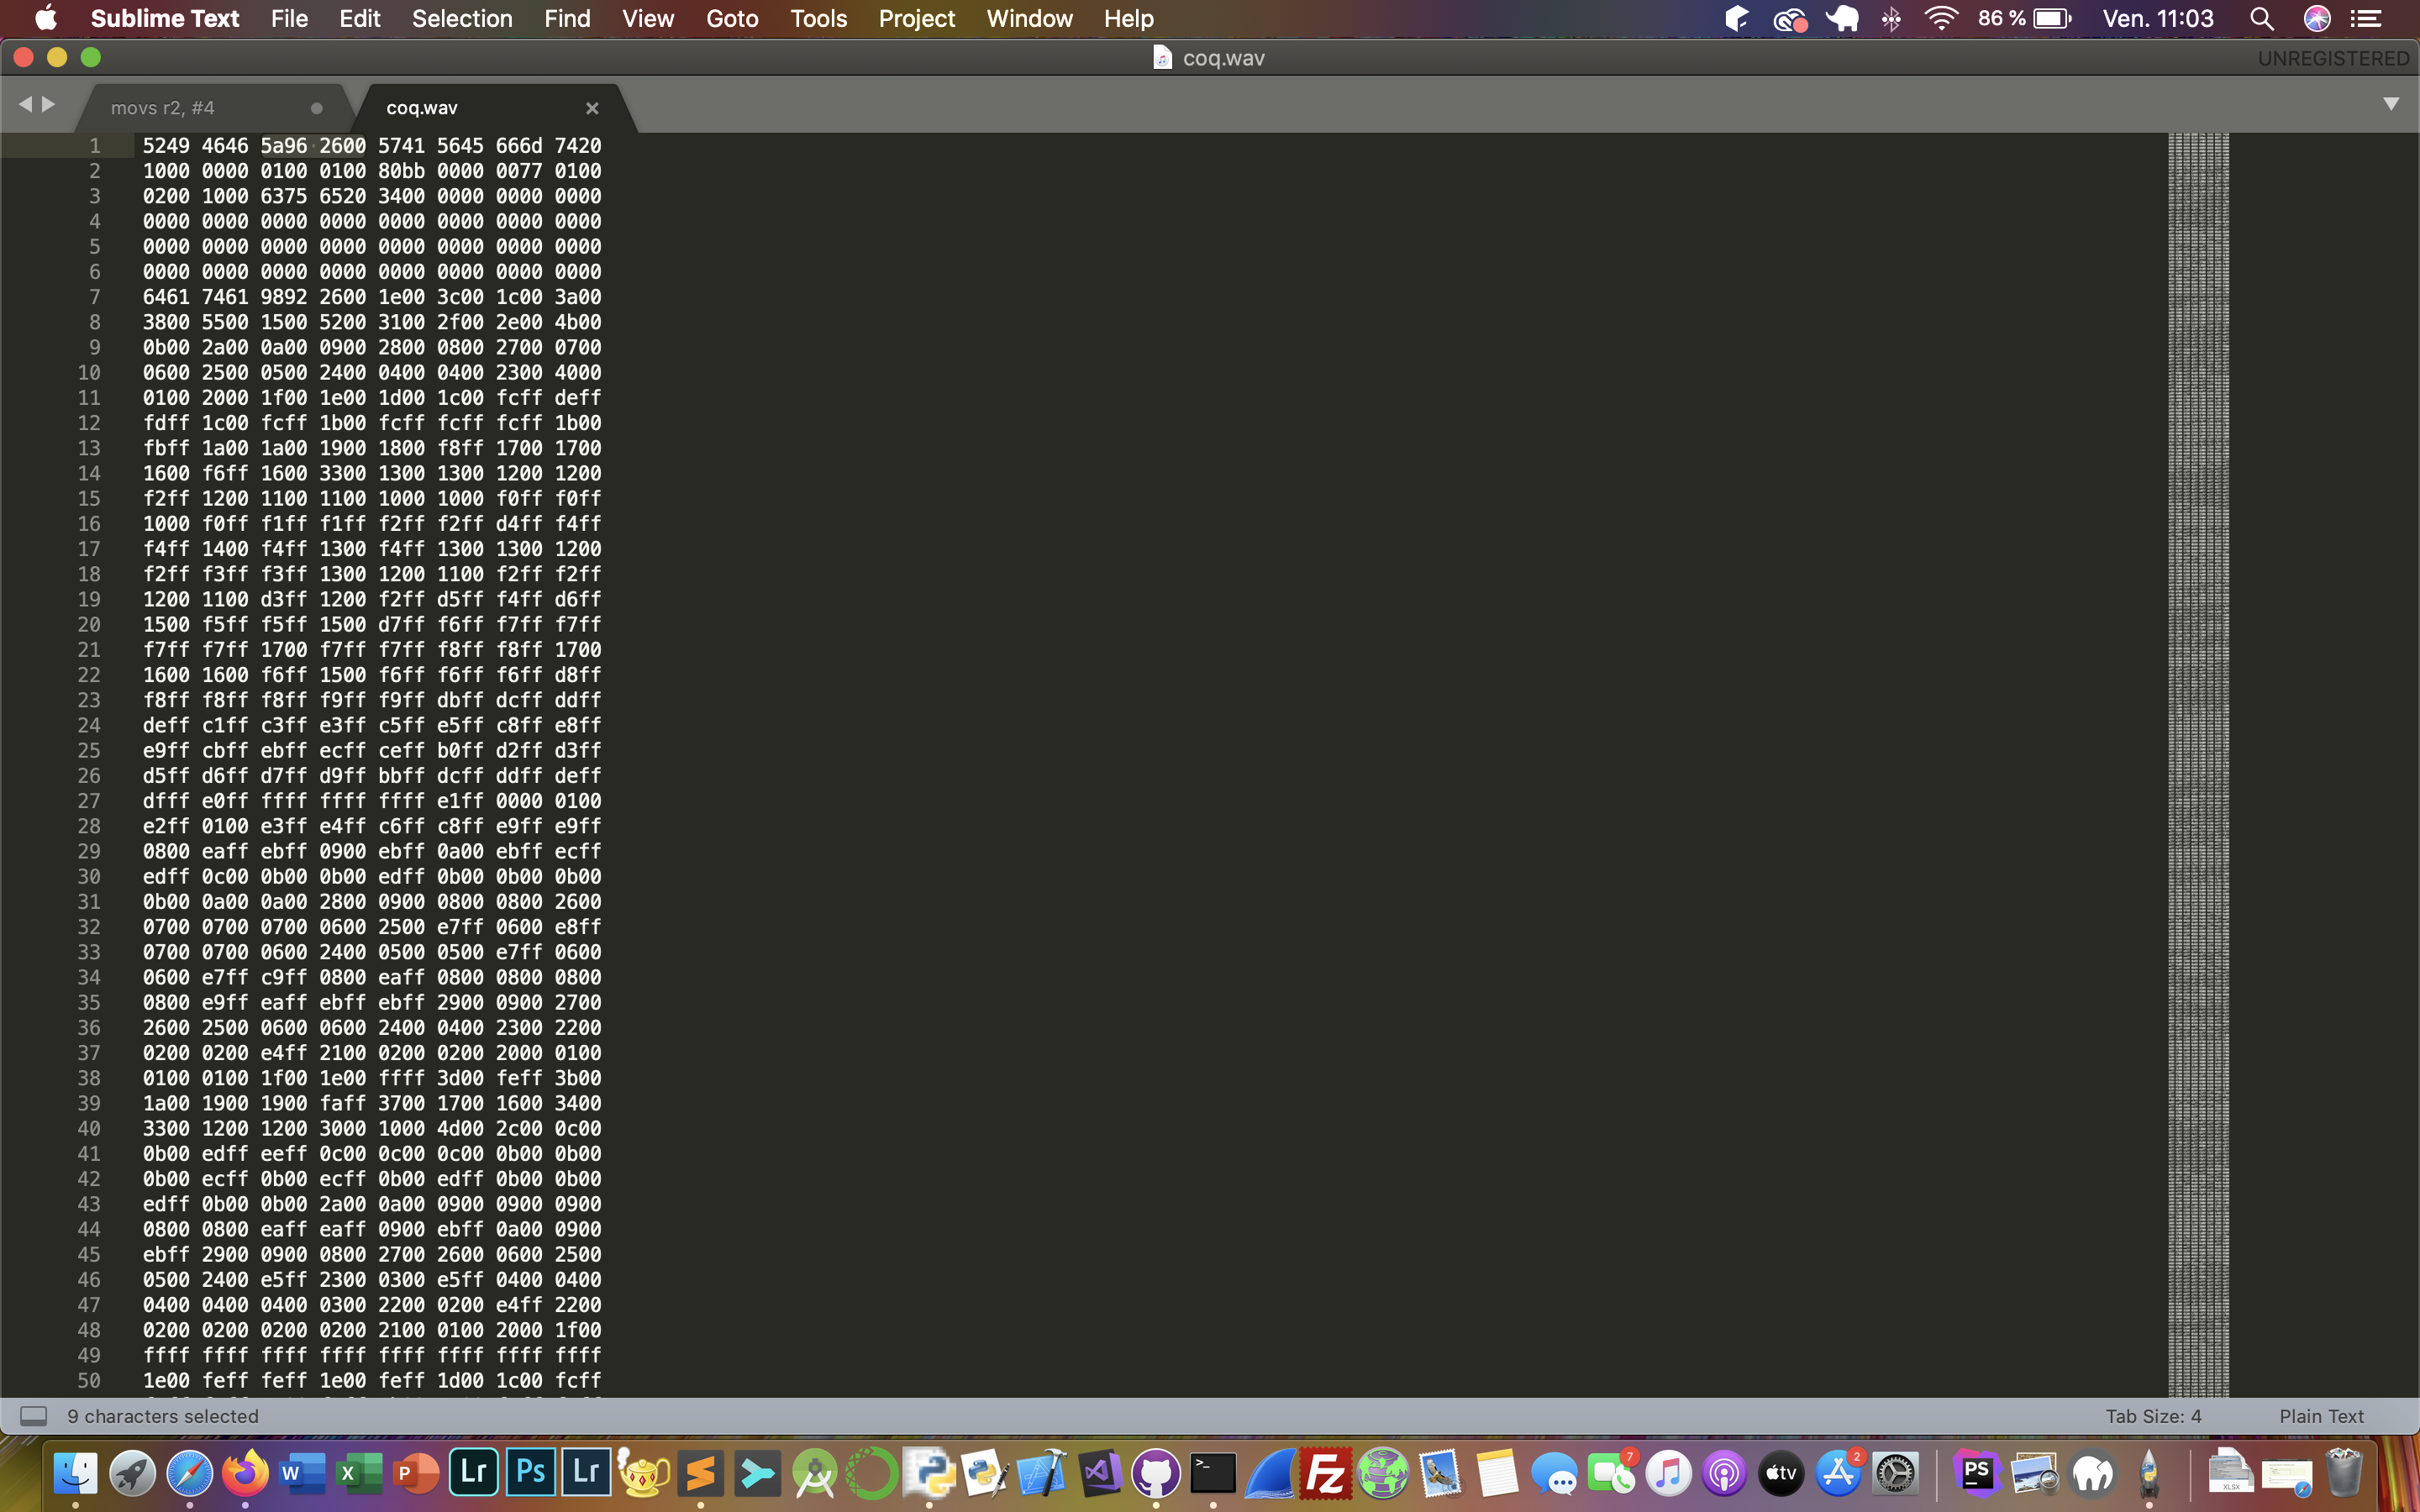 Sublime Text File Edit Selection Find View Goto Tools Project Window Help 86 % Ven. 11:03
coq.wav UNREGISTERED
movs r2, #4 coq.wav
1 5249 4646 5a96 2600 5741 5645 666d 7420
2 1000 0000 0100 0100 80bb 0000 0077 0100
3 0200 1000 6375 6520 3400 0000 0000 0000
4 0000 0000 0000 0000 0000 0000 0000 0000
5 0000 0000 0000 0000 0000 0000 0000 0000
6 0000 0000 0000 0000 0000 0000 0000 0000
7 6461 7461 9892 2600 1e00 3c00 1c00 3a00
8 3800 5500 1500 5200 3100 2f00 2e00 4b00
9 0b00 2a00 0a00 0900 2800 0800 2700 0700
10 0600 2500 0500 2400 0400 0400 2300 4000
11 0100 2000 1f00 1e00 1d00 1c00 fcff deff
12 fdff 1c00 fcff 1b00 fcff fcff fcff 1b00
13 fbff 1a00 1a00 1900 1800 f8ff 1700 1700
14 1600 f6ff 1600 3300 1300 1300 1200 1200
15 f2ff 1200 1100 1100 1000 1000 f0ff f0ff
16 1000 f0ff f1ff f1ff f2ff f2ff d4ff f4ff
17 f4ff 1400 f4ff 1300 f4ff 1300 1300 1200
18 f2ff f3ff f3ff 1300 1200 1100 f2ff f2ff
19 1200 1100 d3ff 1200 f2ff d5ff f4ff d6ff
20 1500 f5ff f5ff 1500 d7ff f6ff f7ff f7ff
21 f7ff f7ff 1700 f7ff f7ff f8ff f8ff 1700
22 1600 1600 f6ff 1500 f6ff f6ff f6ff d8ff
23 f8ff f8ff f8ff f9ff f9ff dbff dcff ddff
24 deff c1ff c3ff e3ff c5ff e5ff c8ff e8ff
25 e9ff cbff ebff ecff ceff b0ff d2ff d3ff
26 d5ff d6ff d7ff d9ff bbff dcff ddff deff
27 dfff e0ff ffff ffff ffff e1ff 0000 0100
28 e2ff 0100 e3ff e4ff c6ff c8ff e9ff e9ff
29 0800 eaff ebff 0900 ebff 0a00 ebff ecff
30 edff 0c00 0b00 0b00 edff 0b00 0b00 0b00
31 0b00 0a00 0a00 2800 0900 0800 0800 2600
32 0700 0700 0700 0600 2500 e7ff 0600 e8ff
33 0700 0700 0600 2400 0500 0500 e7ff 0600
34 0600 e7ff c9ff 0800 eaff 0800 0800 0800
35 0800 e9ff eaff ebff ebff 2900 0900 2700
36 2600 2500 0600 0600 2400 0400 2300 2200
37 0200 0200 e4ff 2100 0200 0200 2000 0100
38 0100 0100 1f00 1e00 ffff 3d00 feff 3b00
39 1a00 1900 1900 faff 3700 1700 1600 3400
40 3300 1200 1200 3000 1000 4d00 2c00 0c00
41 0b00 edff eeff 0c00 0c00 0c00 0b00 0b00
42 0b00 ecff 0b00 ecff 0b00 edff 0b00 0b00
43 edff 0b00 0b00 2a00 0a00 0900 0900 0900
44 0800 0800 eaff eaff 0900 ebff 0a00 0900
45 ebff 2900 0900 0800 2700 2600 0600 2500
46 0500 2400 e5ff 2300 0300 e5ff 0400 0400
47 0400 0400 0400 0300 2200 0200 e4ff 2200
48 0200 0200 0200 0200 2100 0100 2000 1f00
49 ffff ffff ffff ffff ffff ffff ffff ffff
50 1e00 feff feff 1e00 feff 1d00 1c00 fcff
9 characters selected Tab Size: 4 Plain Text
W X P Lr Ps Lr >_ Fz 7 tv 2 PS XLSX